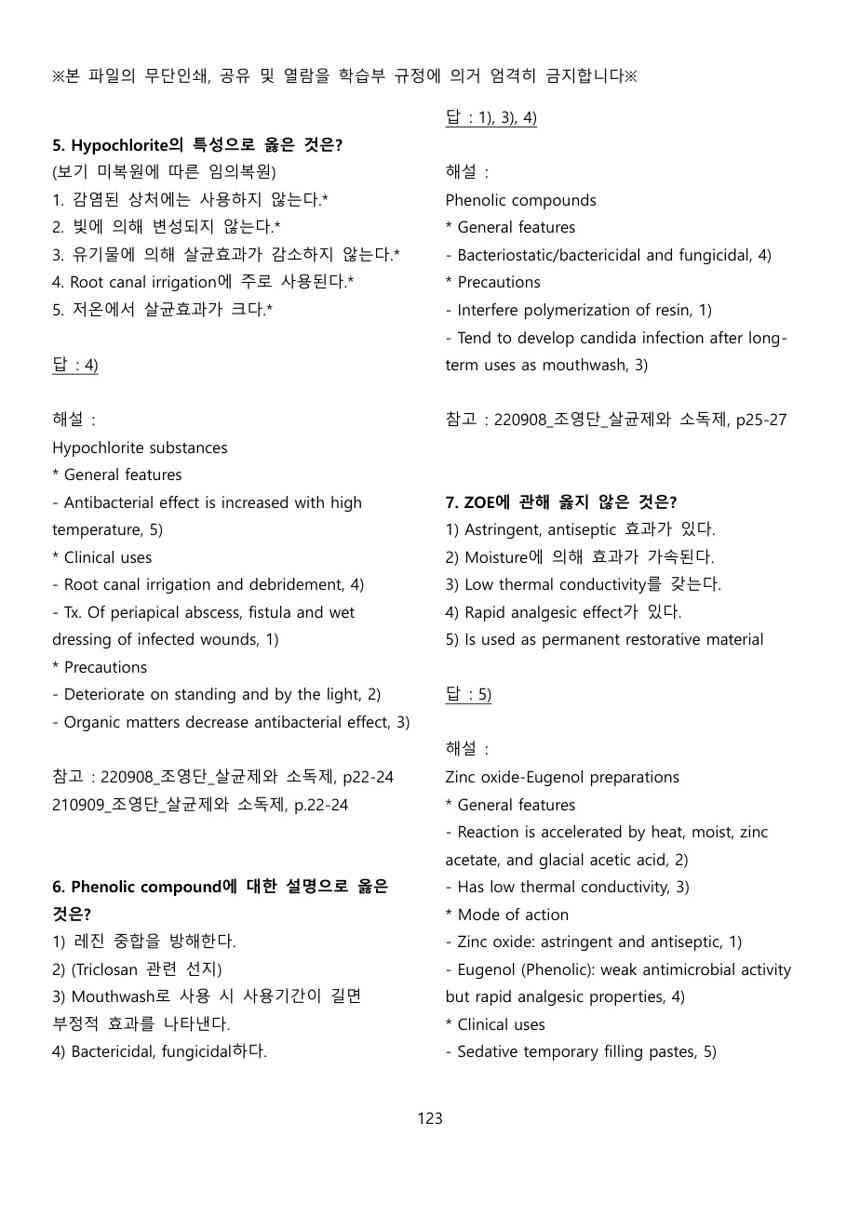 ※본 파일의 무단인쇄, 공유 및 열람을 학습부 규정에 의거 엄격히 금지합니다※
5. Hypochlorite의 특성으로 옳은 것은?
(보기 미복원에 따른 임의복원)
1. 감염된 상처에는 사용하지 않는다.*
2. 빛에 의해 변성되지 않는다.*
3. 유기물에 의해 살균효과가 감소하지 않는다.*
4. Root canal irrigation에 주로 사용된다.*
5. 저온에서 살균효과가 크다.*
답 : 4)
해설 :
Hypochlorite substances
* General features
- Antibacterial effect is increased with high
temperature, 5)
* Clinical uses
- Root canal irrigation and debridement, 4)
- Tx. Of periapical abscess, fistula and wet
dressing of infected wounds, 1)
* Precautions
- Deteriorate on standing and by the light, 2)
- Organic matters decrease antibacterial effect, 3)
참고 : 220908_조영단_살균제와 소독제, p22-24
210909_조영단_살균제와 소독제, p.22-24
6. Phenolic compound에 대한 설명으로 옳은
것은?
1) 레진 중합을 방해한다.
2) (Triclosan 관련 선지)
3) Mouthwash로 사용 시 사용기간이 길면
부정적 효과를 나타낸다.
4) Bactericidal, fungicidal하다.
답 : 1), 3), 4)
해설 :
Phenolic compounds
* General features
- Bacteriostatic/bactericidal and fungicidal, 4)
* Precautions
- Interfere polymerization of resin, 1)
- Tend to develop candida infection after long-
term uses as mouthwash, 3)
참고 : 220908_조영단_살균제와 소독제, p25-27
7. ZOE에 관해 옳지 않은 것은?
1) Astringent, antiseptic 효과가 있다.
2) Moisture에 의해 효과가 가속된다.
3) Low thermal conductivity를 갖는다.
4) Rapid analgesic effect가 있다.
5) Is used as permanent restorative material
답 : 5)
해설 :
Zinc oxide-Eugenol preparations
* General features
- Reaction is accelerated by heat, moist, zinc
acetate, and glacial acetic acid, 2)
- Has low thermal conductivity, 3)
* Mode of action
- Zinc oxide: astringent and antiseptic, 1)
- Eugenol (Phenolic): weak antimicrobial activity
but rapid analgesic properties, 4)
* Clinical uses
- Sedative temporary filling pastes, 5)
123